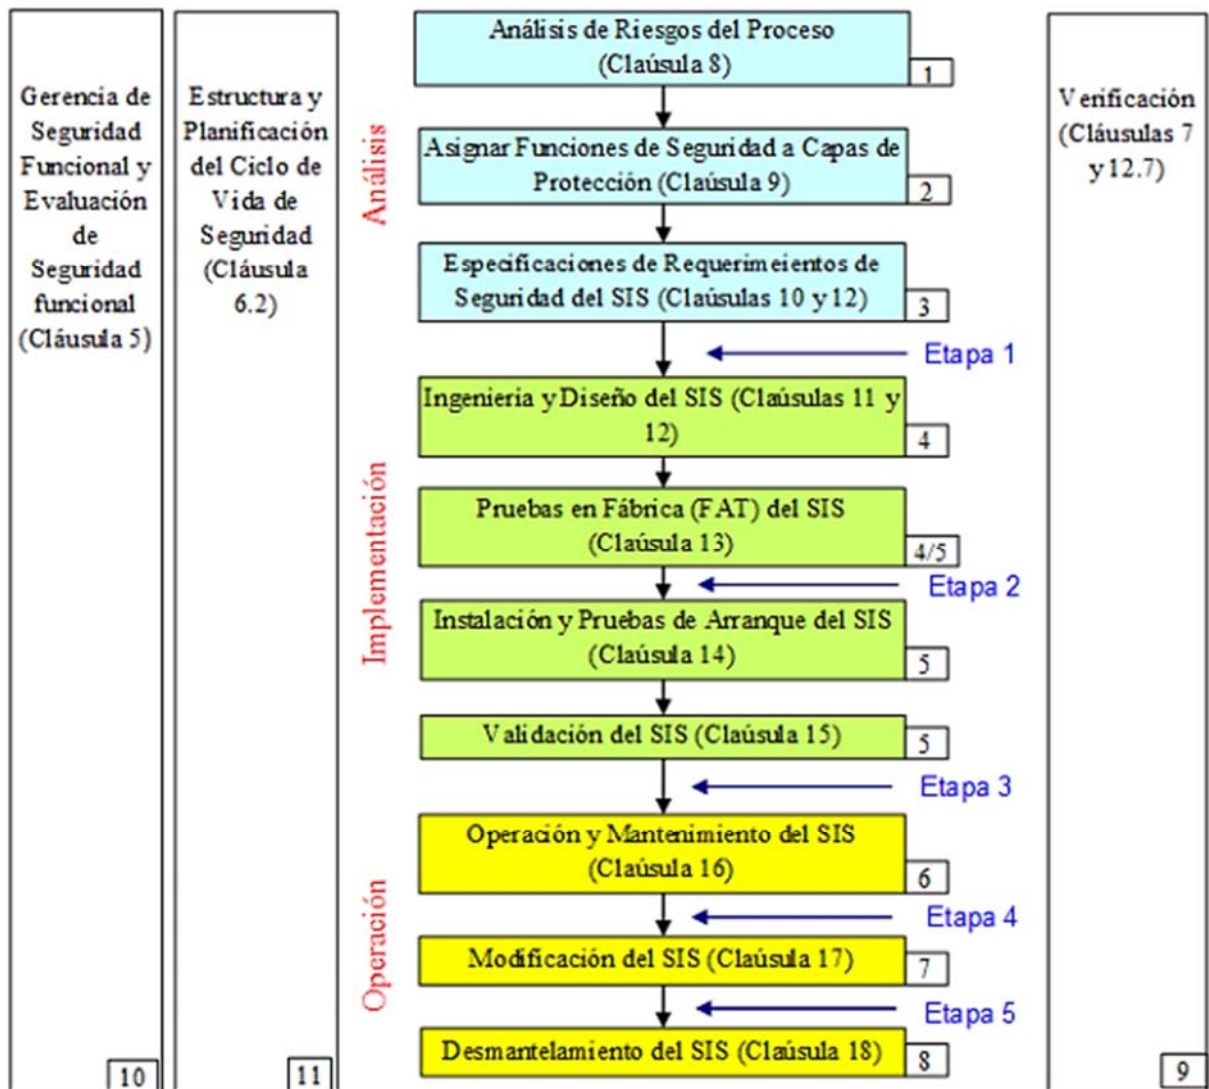 Gerencia de
Seguridad
Funcional y
Evaluación
de
Seguridad
funcional
(Cláusula 5)
10
Estructura y
Planificación
del Ciclo de
Vida de
Seguridad
(Cláusula
6.2)
11
Análisis
Análisis de Riesgos del Proceso
(Claúsula 8)
1
Asignar Funciones de Seguridad a Capas de
Protección (Claúsula 9)
2
Especificaciones de Requerimeientos de
Seguridad del SIS (Claúsulas 10 y 12)
3
Etapa 1
Implementación
Ingeniería y Diseño del SIS (Claúsulas 11 y
12)
4
Pruebas en Fábrica (FAT) del SIS
(Claúsula 13)
4/5
Etapa 2
Instalación y Pruebas de Arranque del SIS
(Claúsula 14)
5
Validación del SIS (Claúsula 15)
5
Etapa 3
Operación
Operación y Mantenimiento del SIS
(Claúsula 16)
6
Etapa 4
Modificación del SIS (Claúsula 17)
7
Etapa 5
Desmantelamiento del SIS (Claúsula 18)
8
Verificación
(Cláusulas 7
y 12.7)
9